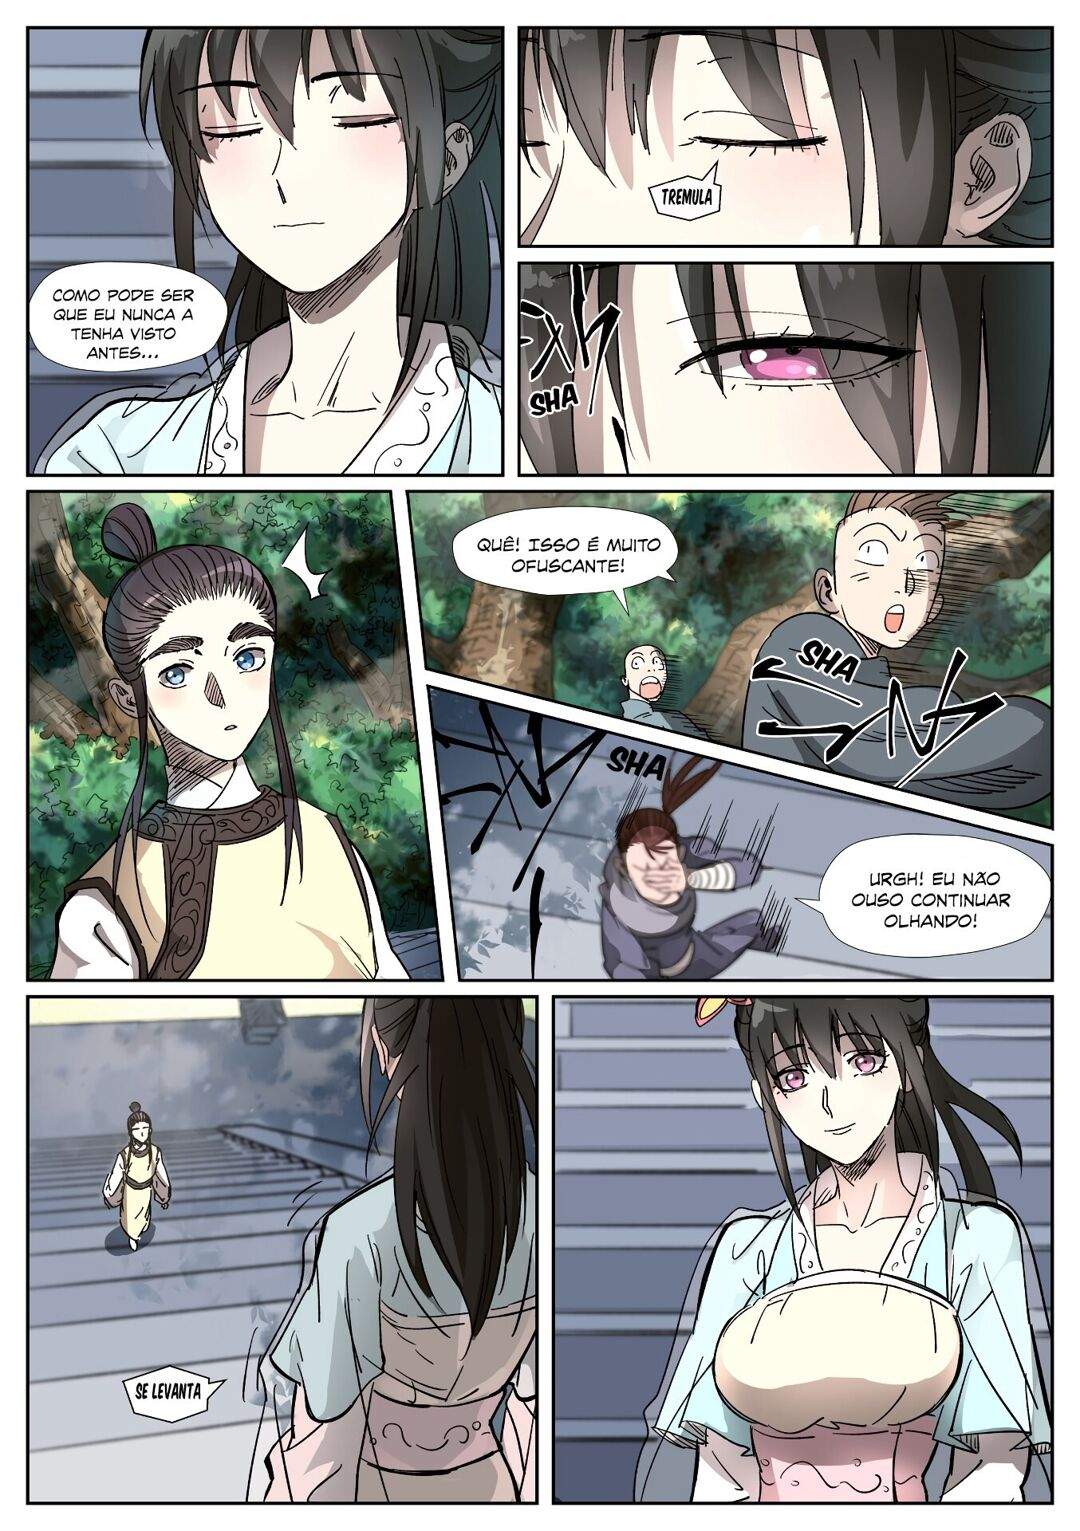 COMO PODE SER
QUE EU NUNCA A
TENHA VISTO
ANTES...
TREMULA
SHA
QUÊ! ISSO É MUITO
OFUSCANTE!
SHA
SHA
URGH! EU NÃO
OUSO CONTINUAR
OLHANDO!
SE LEVANTA